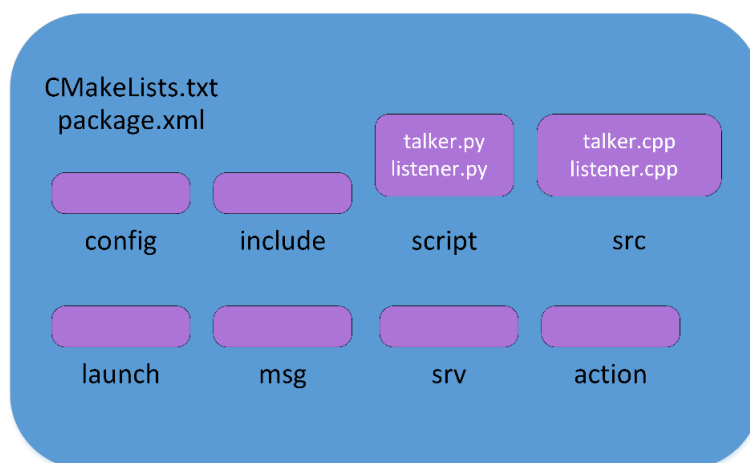 CMakeLists.txt
package.xml
talker.py
listener.py
talker.cpp
listener.cpp
config
include
script
src
launch
msg
srv
action